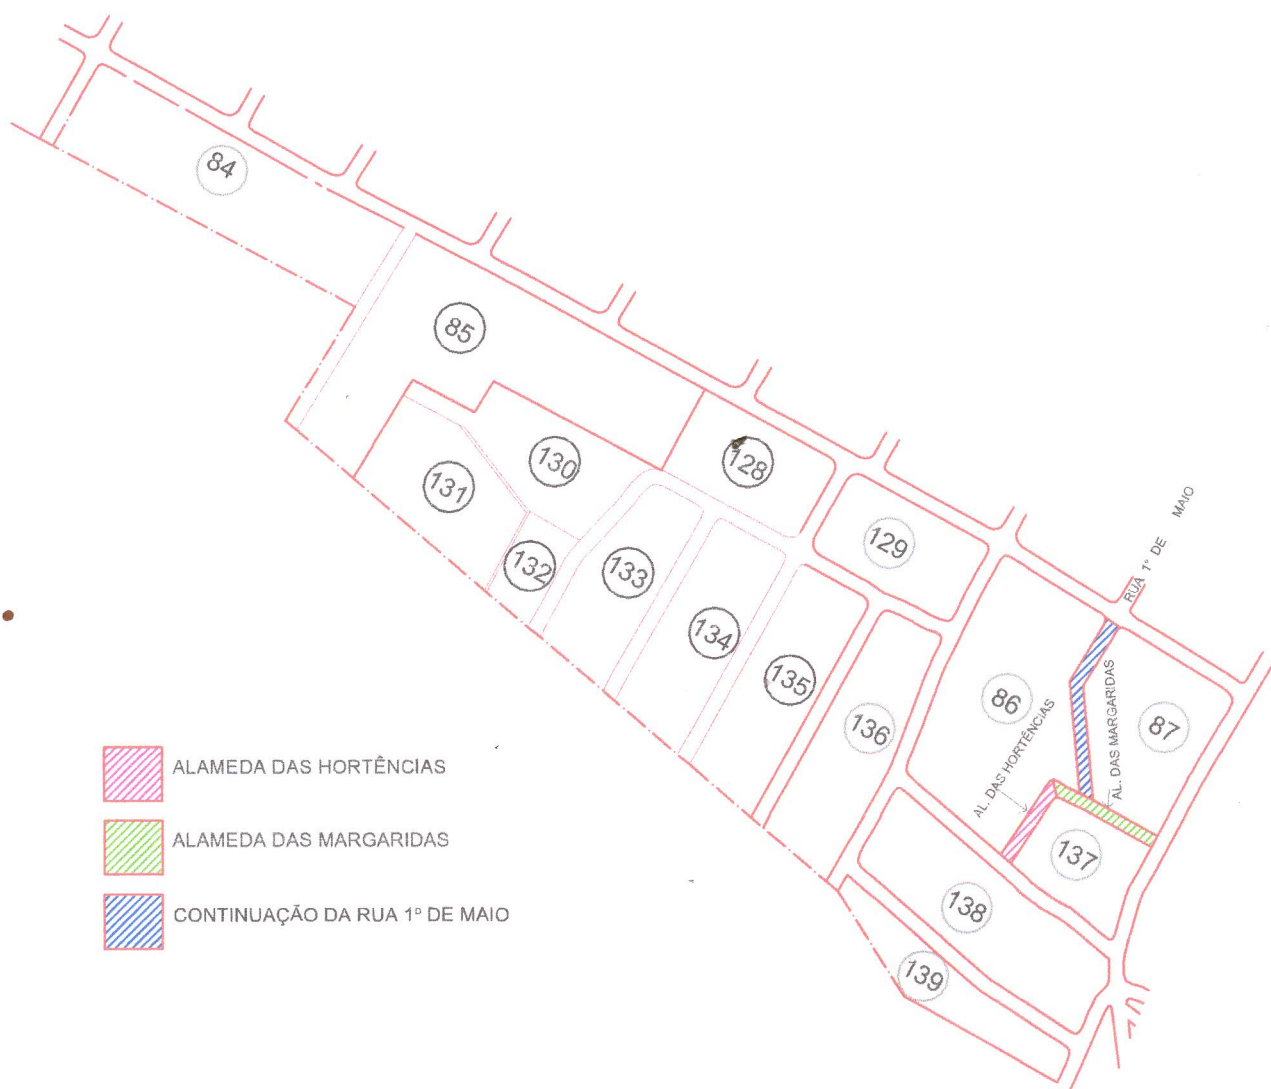 84
85
128
130
131
129
132
133
134
135
136
86
87
RUA 1° DE MAIO
AL. DAS MARGARIDAS
AL. DAS HORTÊNCIAS
137
138
139
ALAMEDA DAS HORTÊNCIAS
ALAMEDA DAS MARGARIDAS
CONTINUAÇÃO DA RUA 1º DE MAIO